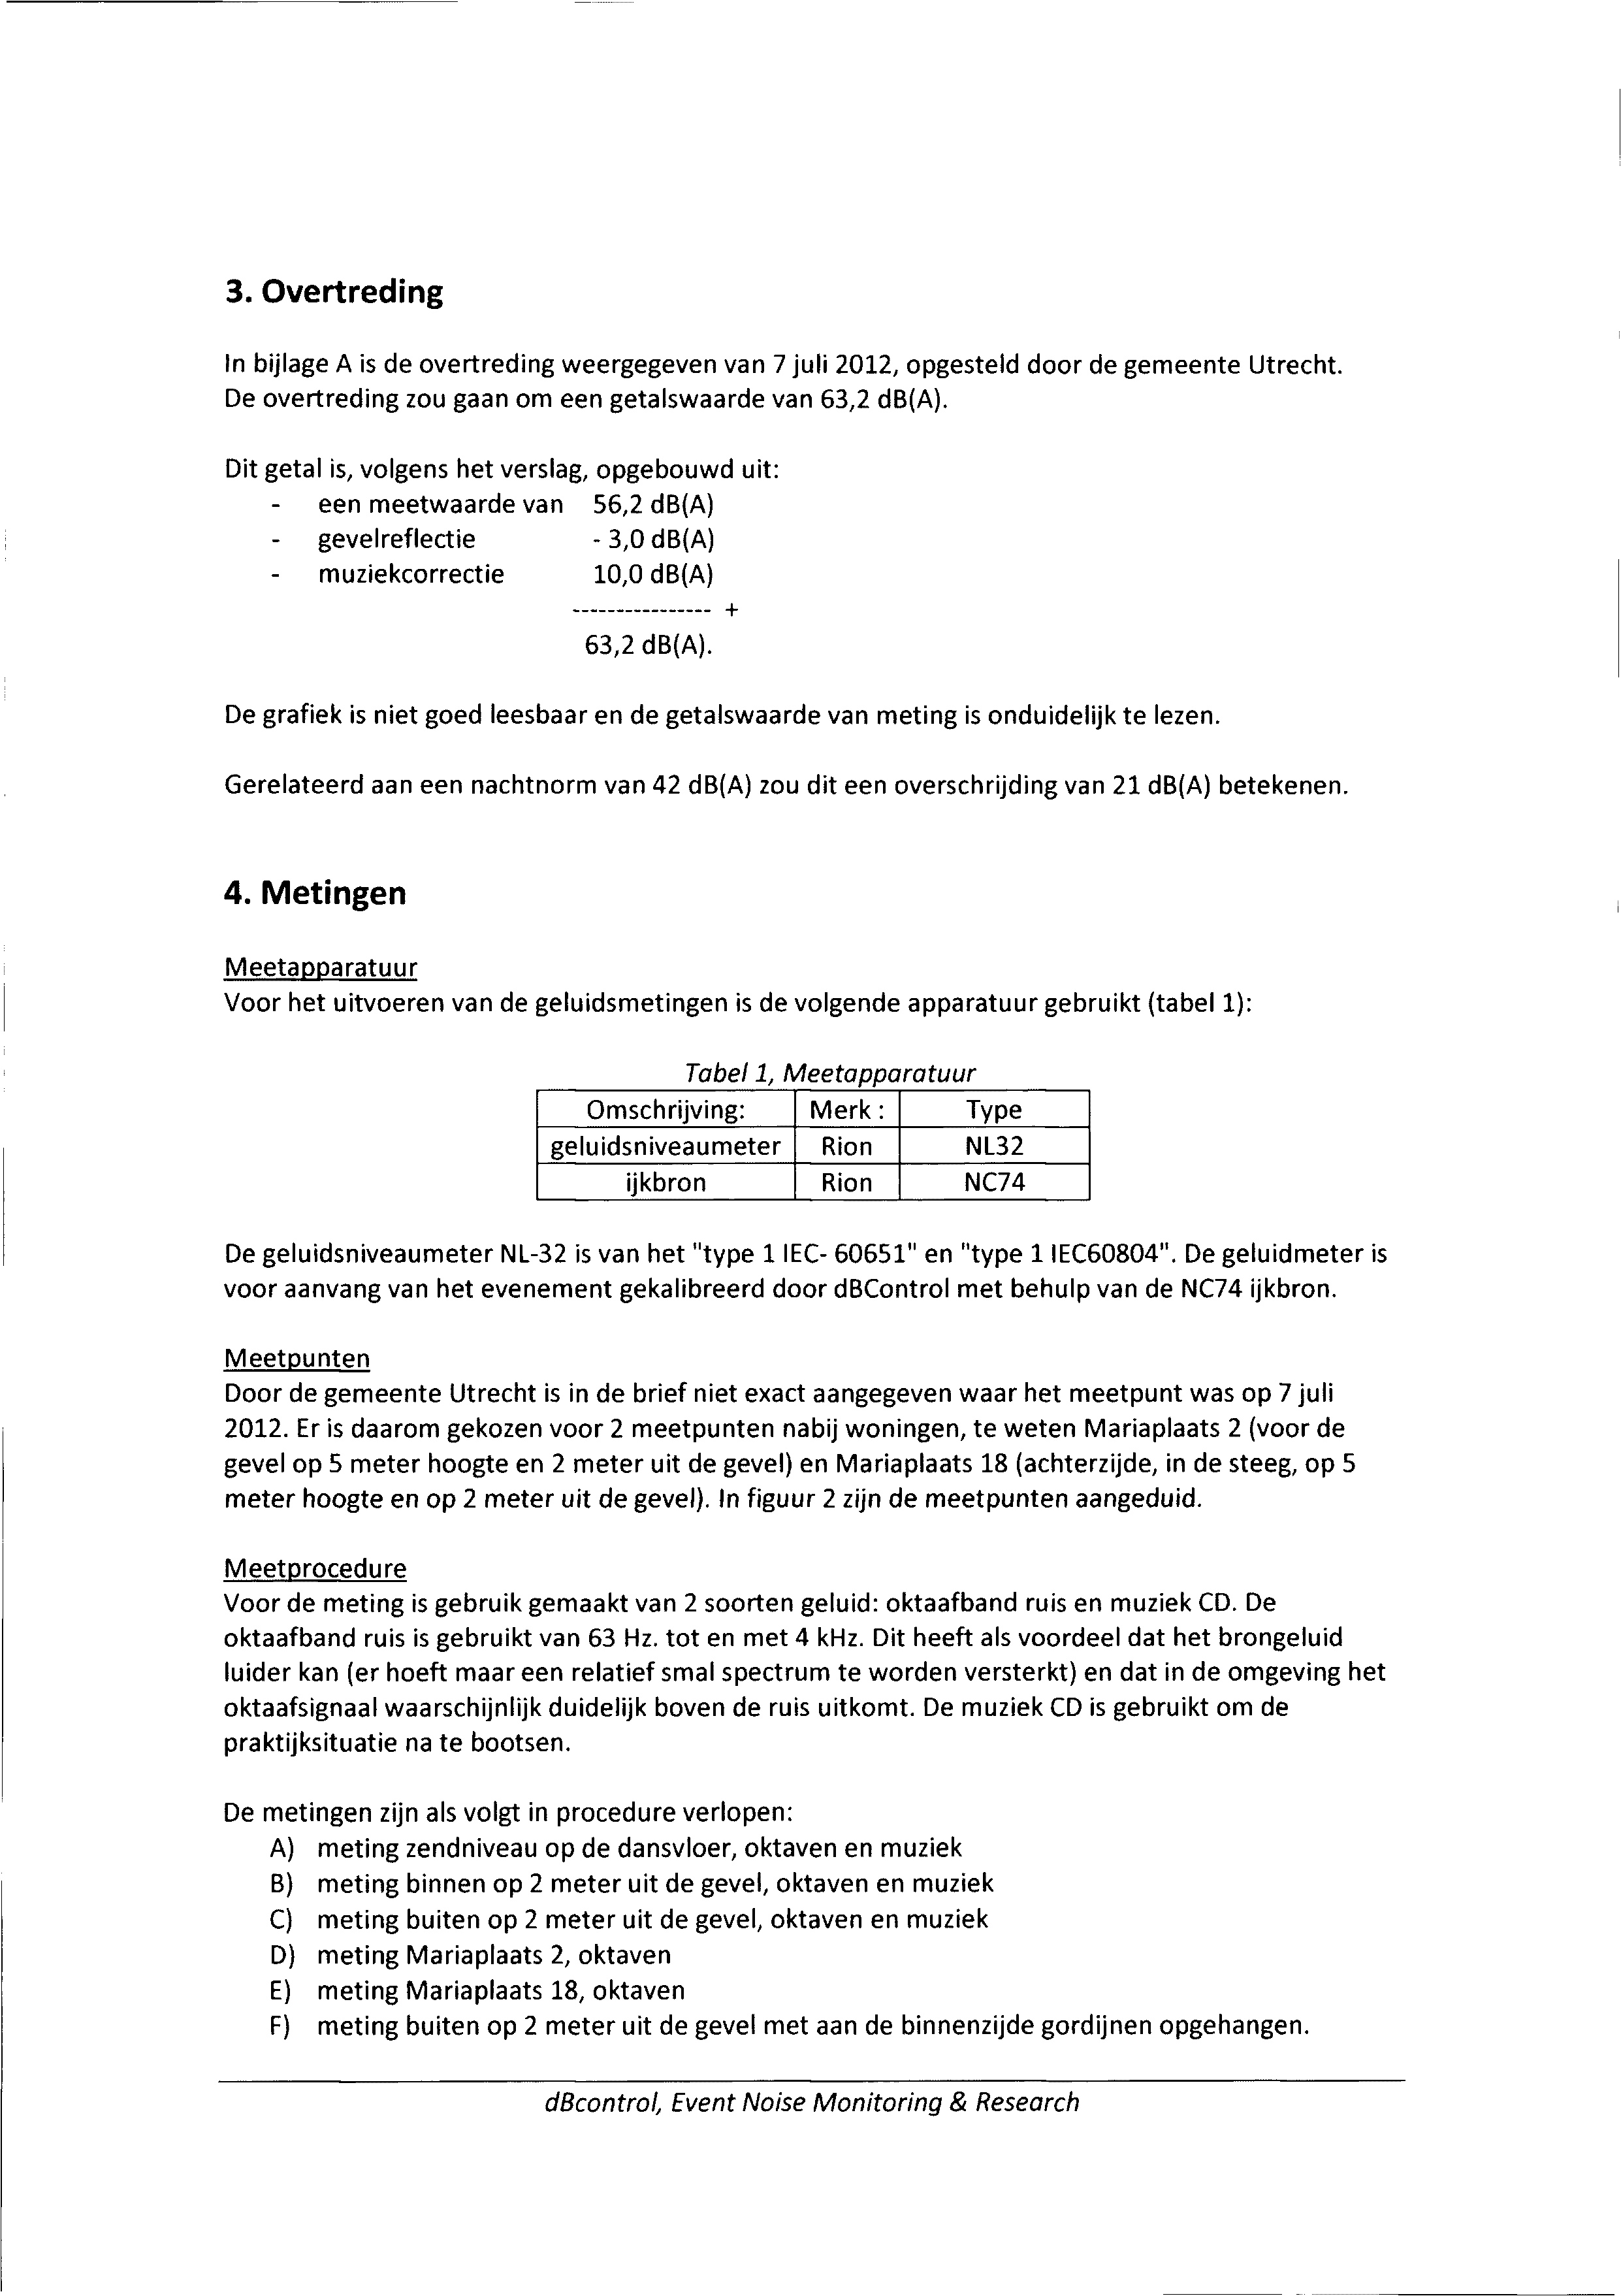 3. Overtreding
In bijlage A is de overtreding weergegeven van 7 juli 2012, opgesteld door de gemeente Utrecht.
De overtreding zou gaan om een getalswaarde van 63,2 dB(A).
Dit getal is, volgens het verslag, opgebouwd uit:
- een meetwaarde van 56,2 dB(A)
- gevelreflectie - 3,0 dB(A)
- muziekcorrectie 10,0 dB(A)
---------------- +
63,2 dB(A).
De grafiek is niet goed leesbaar en de getalswaarde van meting is onduidelijk te lezen.
Gerelateerd aan een nachtnorm van 42 dB(A) zou dit een overschrijding van 21 dB(A) betekenen.
4. Metingen
Meetapparatuur
Voor het uitvoeren van de geluidsmetingen is de volgende apparatuur gebruikt (tabel 1):
Tabel 1, Meetapparatuur
Omschrijving: Merk : Type
geluidsniveaumeter Rion NL32
ijkbron Rion NC74
De geluidsniveaumeter NL-32 is van het "type 1 IEC- 60651" en "type 1 IEC60804". De geluidmeter is
voor aanvang van het evenement gekalibreerd door dBControl met behulp van de NC74 ijkbron.
Meetpunten
Door de gemeente Utrecht is in de brief niet exact aangegeven waar het meetpunt was op 7 juli
2012. Er is daarom gekozen voor 2 meetpunten nabij woningen, te weten Mariaplaats 2 (voor de
gevel op 5 meter hoogte en 2 meter uit de gevel) en Mariaplaats 18 (achterzijde, in de steeg, op 5
meter hoogte en op 2 meter uit de gevel). In figuur 2 zijn de meetpunten aangeduid.
Meetprocedure
Voor de meting is gebruik gemaakt van 2 soorten geluid: oktaafband ruis en muziek CD. De
oktaafband ruis is gebruikt van 63 Hz. tot en met 4 kHz. Dit heeft als voordeel dat het brongeluid
luider kan (er hoeft maar een relatief smal spectrum te worden versterkt) en dat in de omgeving het
oktaafsignaal waarschijnlijk duidelijk boven de ruis uitkomt. De muziek CD is gebruikt om de
praktijksituatie na te bootsen.
De metingen zijn als volgt in procedure verlopen:
A) meting zendniveau op de dansvloer, oktaven en muziek
B) meting binnen op 2 meter uit de gevel, oktaven en muziek
C) meting buiten op 2 meter uit de gevel, oktaven en muziek
D) meting Mariaplaats 2, oktaven
E) meting Mariaplaats 18, oktaven
F) meting buiten op 2 meter uit de gevel met aan de binnenzijde gordijnen opgehangen.
dBcontrol, Event Noise Monitoring & Research